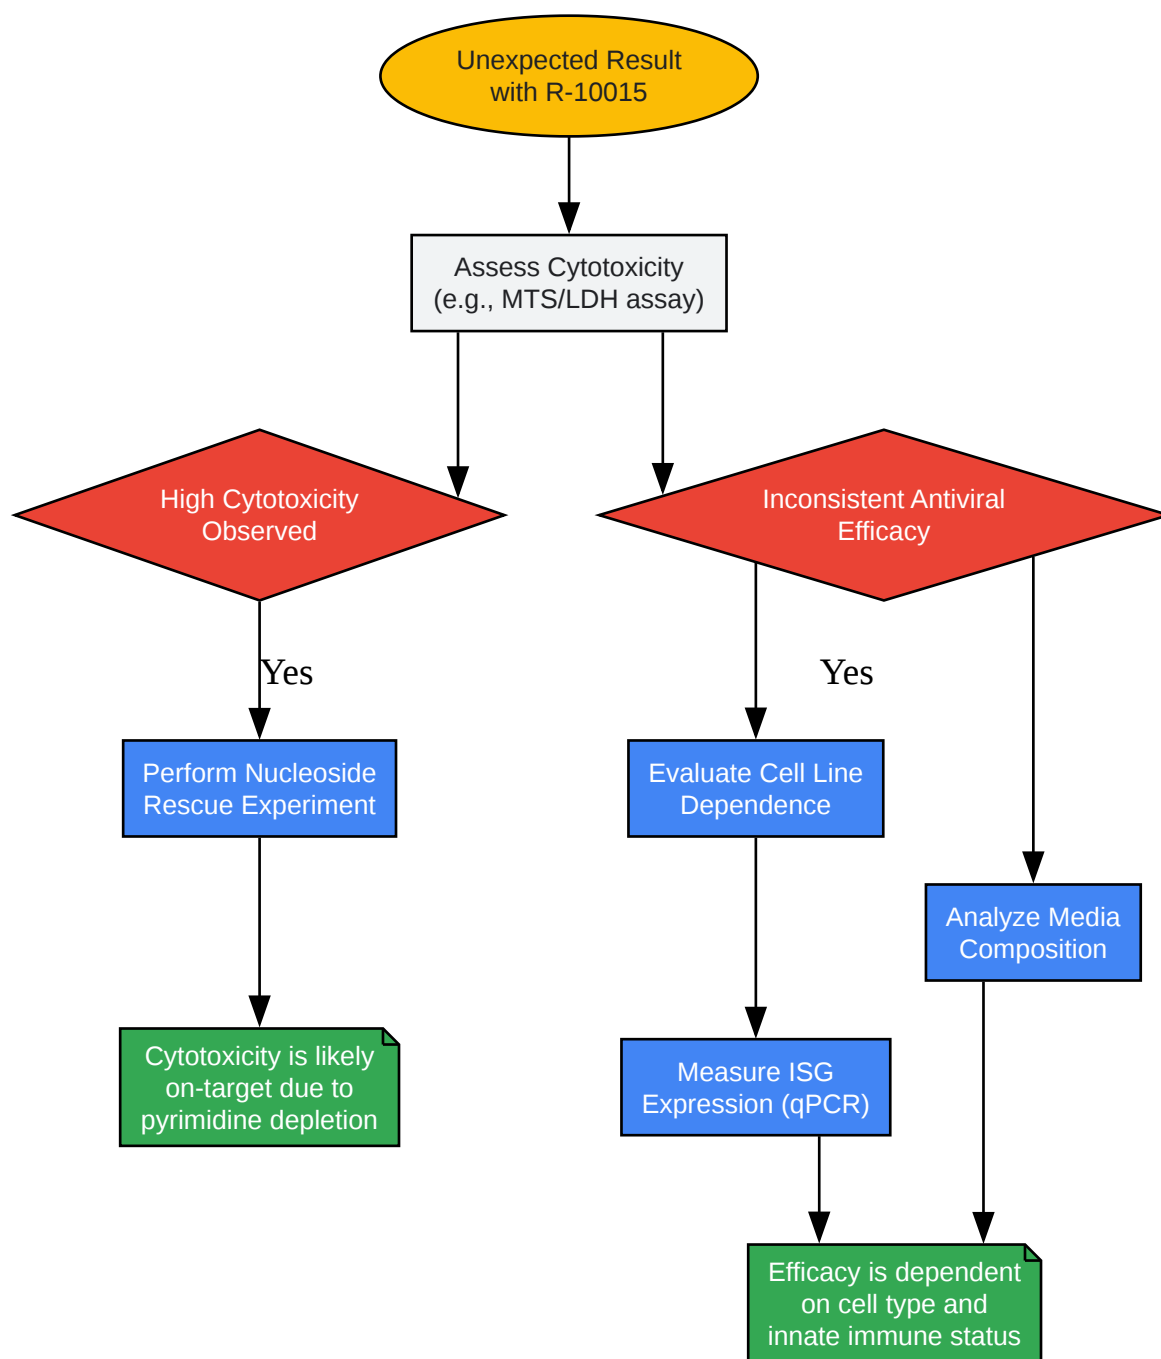 Unexpected Result
with R-10015
Assess Cytotoxicity
(e.g., MTS/LDH assay)
High Cytotoxicity
Observed
Inconsistent Antiviral
Efficacy
Yes
Yes
Perform Nucleoside
Rescue Experiment
Evaluate Cell Line
Dependence
Analyze Media
Composition
Cytotoxicity is likely
on-target due to
pyrimidine depletion
Measure ISG
Expression (qPCR)
Efficacy is dependent
on cell type and
innate immune status